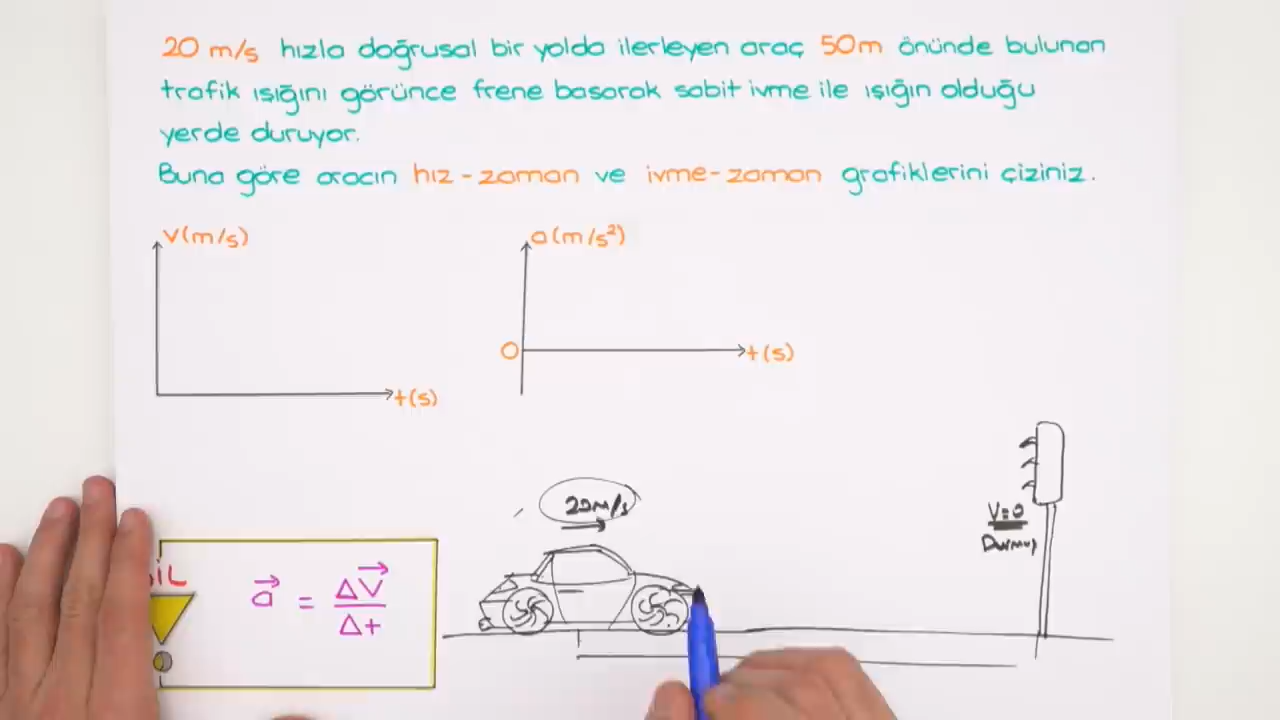 20 m/s hızla doğrusal bir yolda ilerleyen araç 50m önünde bulunan
trafik ışığını görünce frene basarak sabit ivme ile ışığın olduğu
yerde duruyor.
Buna göre aracın hız-zaman ve ivme-zaman grafiklerini çiziniz.
V(m/s)
t(s)
a(m/s²)
0
t(s)
20m/s
V=0
Durmuş
a = ΔV/Δt